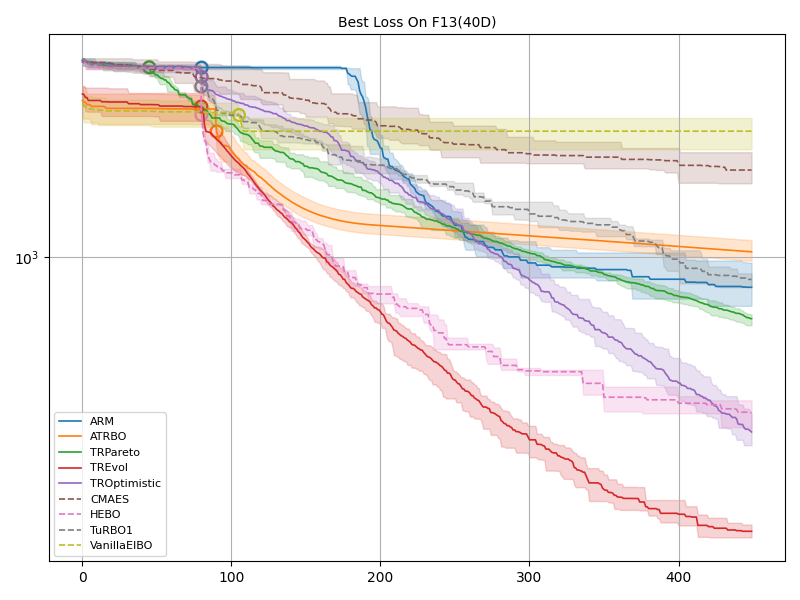 Best Loss On F13(40D)
10³
ARM
ATRBO
TRPareto
TREvol
TROptimistic
CMAES
HEBO
TuRBO1
VanillaEIBO
0 100 200 300 400